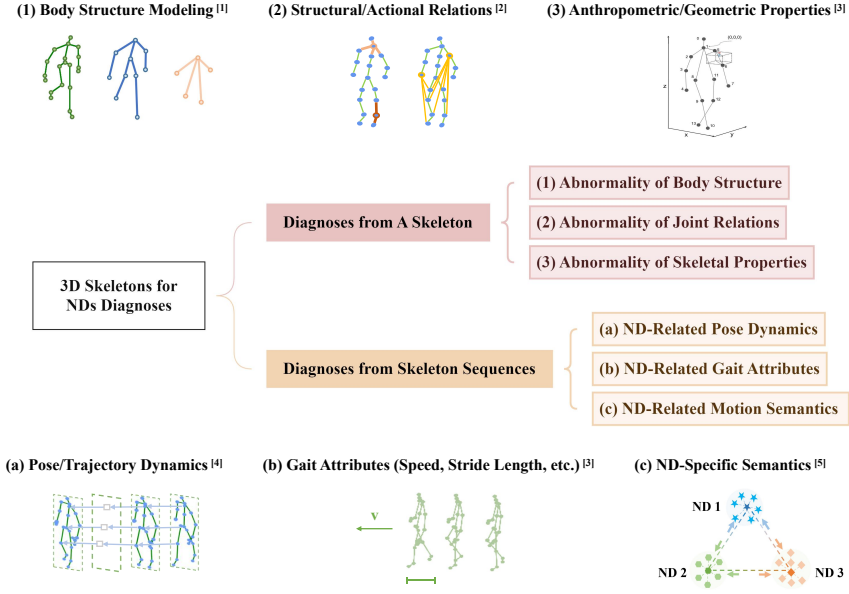 (1) Body Structure Modeling [1]
(2) Structural/Actional Relations [2]
(3) Anthropometric/Geometric Properties [3]
(0,0,0)
z
x
y
(1) Abnormality of Body Structure
Diagnoses from A Skeleton
(2) Abnormality of Joint Relations
(3) Abnormality of Skeletal Properties
3D Skeletons for
NDs Diagnoses
(a) ND-Related Pose Dynamics
Diagnoses from Skeleton Sequences
(b) ND-Related Gait Attributes
(c) ND-Related Motion Semantics
(a) Pose/Trajectory Dynamics [4]
(b) Gait Attributes (Speed, Stride Length, etc.) [3]
(c) ND-Specific Semantics [5]
v
ND 1
ND 2
ND 3